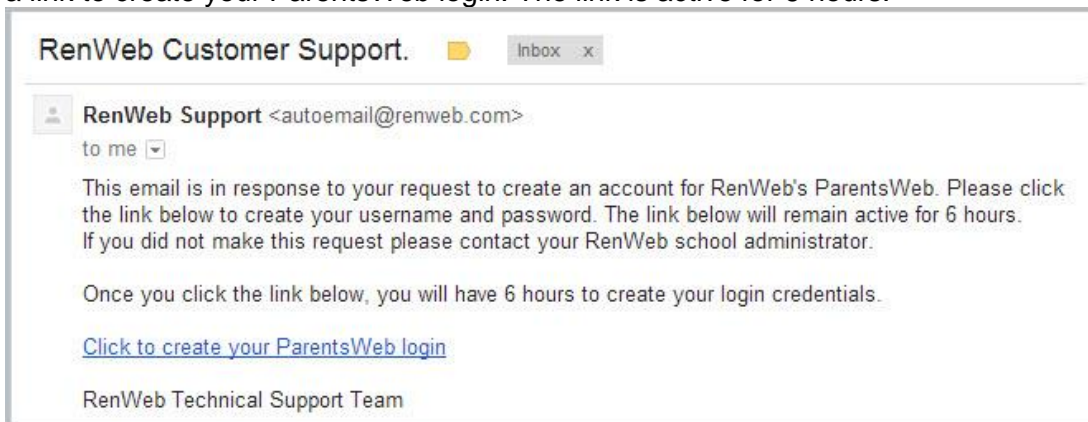 a link to create your ParentsWeb login. The link is active for 6 hours.
RenWeb Customer Support.
Inbox x
RenWeb Support <autoemail@renweb.com>
to me
This email is in response to your request to create an account for RenWeb's ParentsWeb. Please click
the link below to create your username and password. The link below will remain active for 6 hours.
If you did not make this request please contact your RenWeb school administrator.
Once you click the link below, you will have 6 hours to create your login credentials.
Click to create your ParentsWeb login
RenWeb Technical Support Team